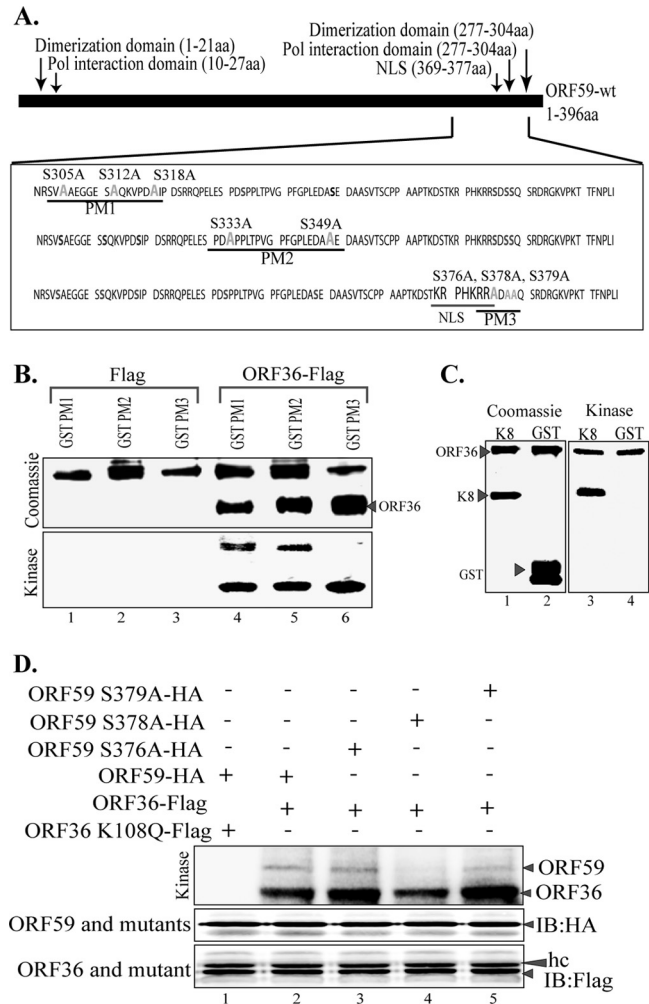 A.
Dimerization domain (1-21aa)
Pol interaction domain (10-27aa)
Dimerization domain (277-304aa)
Pol interaction domain (277-304aa)
NLS (369-377aa)
ORF59-wt
1-396aa
S305A S312A S318A
NRSVAAEGGE SAQKVPDAIP DSRRQPELES PDSPPLTPVG PFGPLEDASE DAASVTSCPP AAPTKDSTKR PHKRRSDSSQ SRDRGKVPKT TFNPLI
PM1
S333A S349A
NRSVSAEGGE SSQKVPDSIP DSRRQPELES PDAPPLTPVG PFGPLEDAAE DAASVTSCPP AAPTKDSTKR PHKRRSDSSQ SRDRGKVPKT TFNPLI
PM2
S376A, S378A, S379A
NRSVSAEGGE SSQKVPDSIP DSRRQPELES PDSPPLTPVG PFGPLEDASE DAASVTSCPP AAPTKDSTKR PHKRRADAAQ SRDRGKVPKT TFNPLI
NLS PM3
B.
Flag ORF36-Flag
GST PM1 GST PM2 GST PM3 GST PM1 GST PM2 GST PM3
Coomassie
ORF36
Kinase
1 2 3 4 5 6
C.
Coomassie Kinase
K8 GST K8 GST
ORF36
K8
GST
1 2 3 4
D.
ORF59 S379A-HA - - - - +
ORF59 S378A-HA - - - + -
ORF59 S376A-HA - - + - -
ORF59-HA + + - - -
ORF36-Flag - + + + +
ORF36 K108Q-Flag + - - - -
Kinase
ORF59
ORF36
ORF59 and mutants IB:HA
hc
ORF36 and mutant IB:Flag
1 2 3 4 5